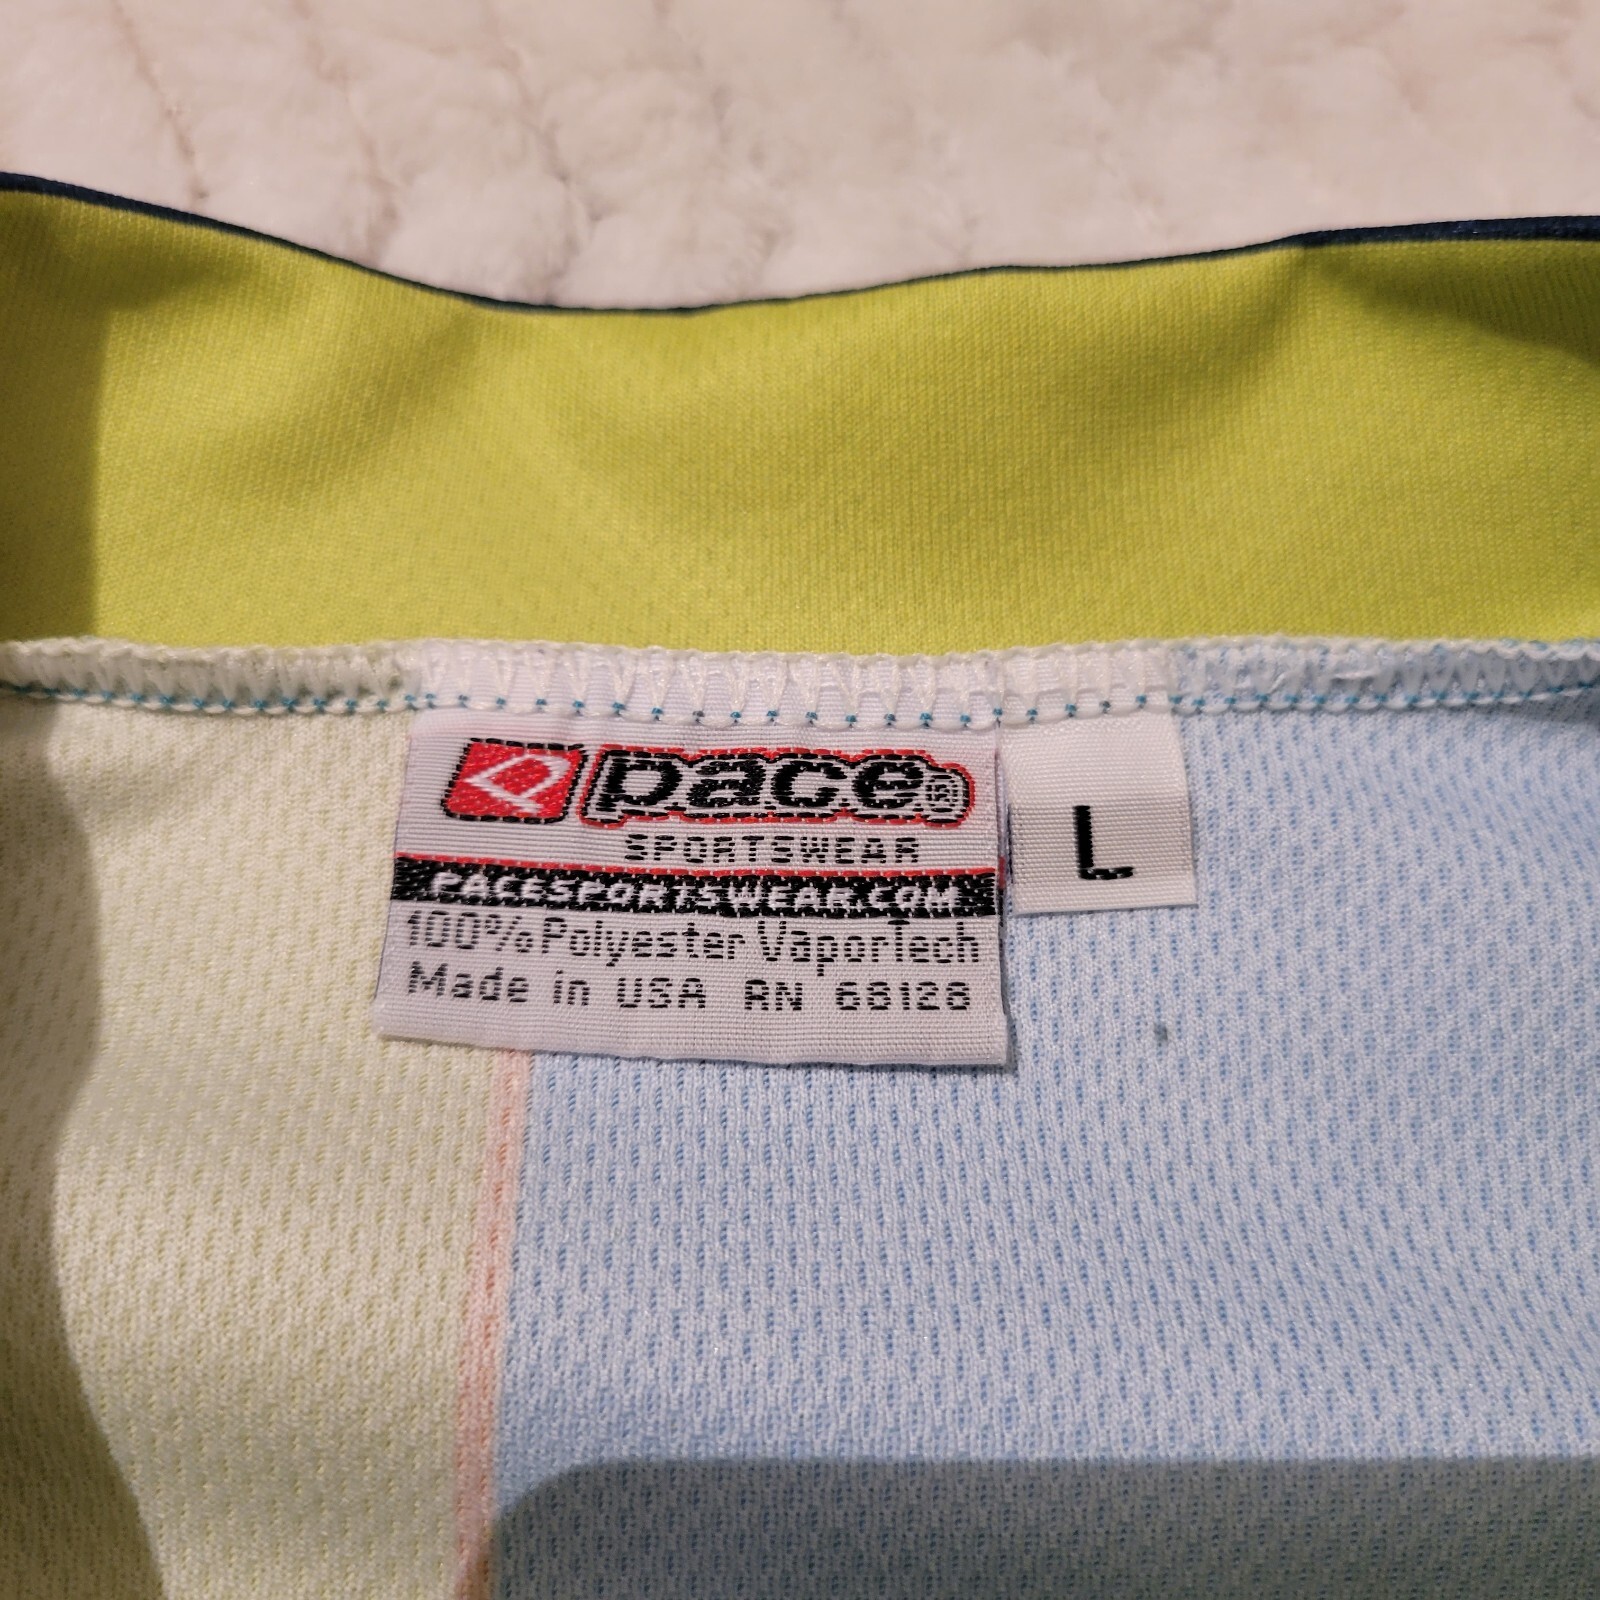 pace®
L
SPORTSWEAR
PACESPORTSWEAR.COM
100% Polyester VaporTech
Made in USA RN 68128